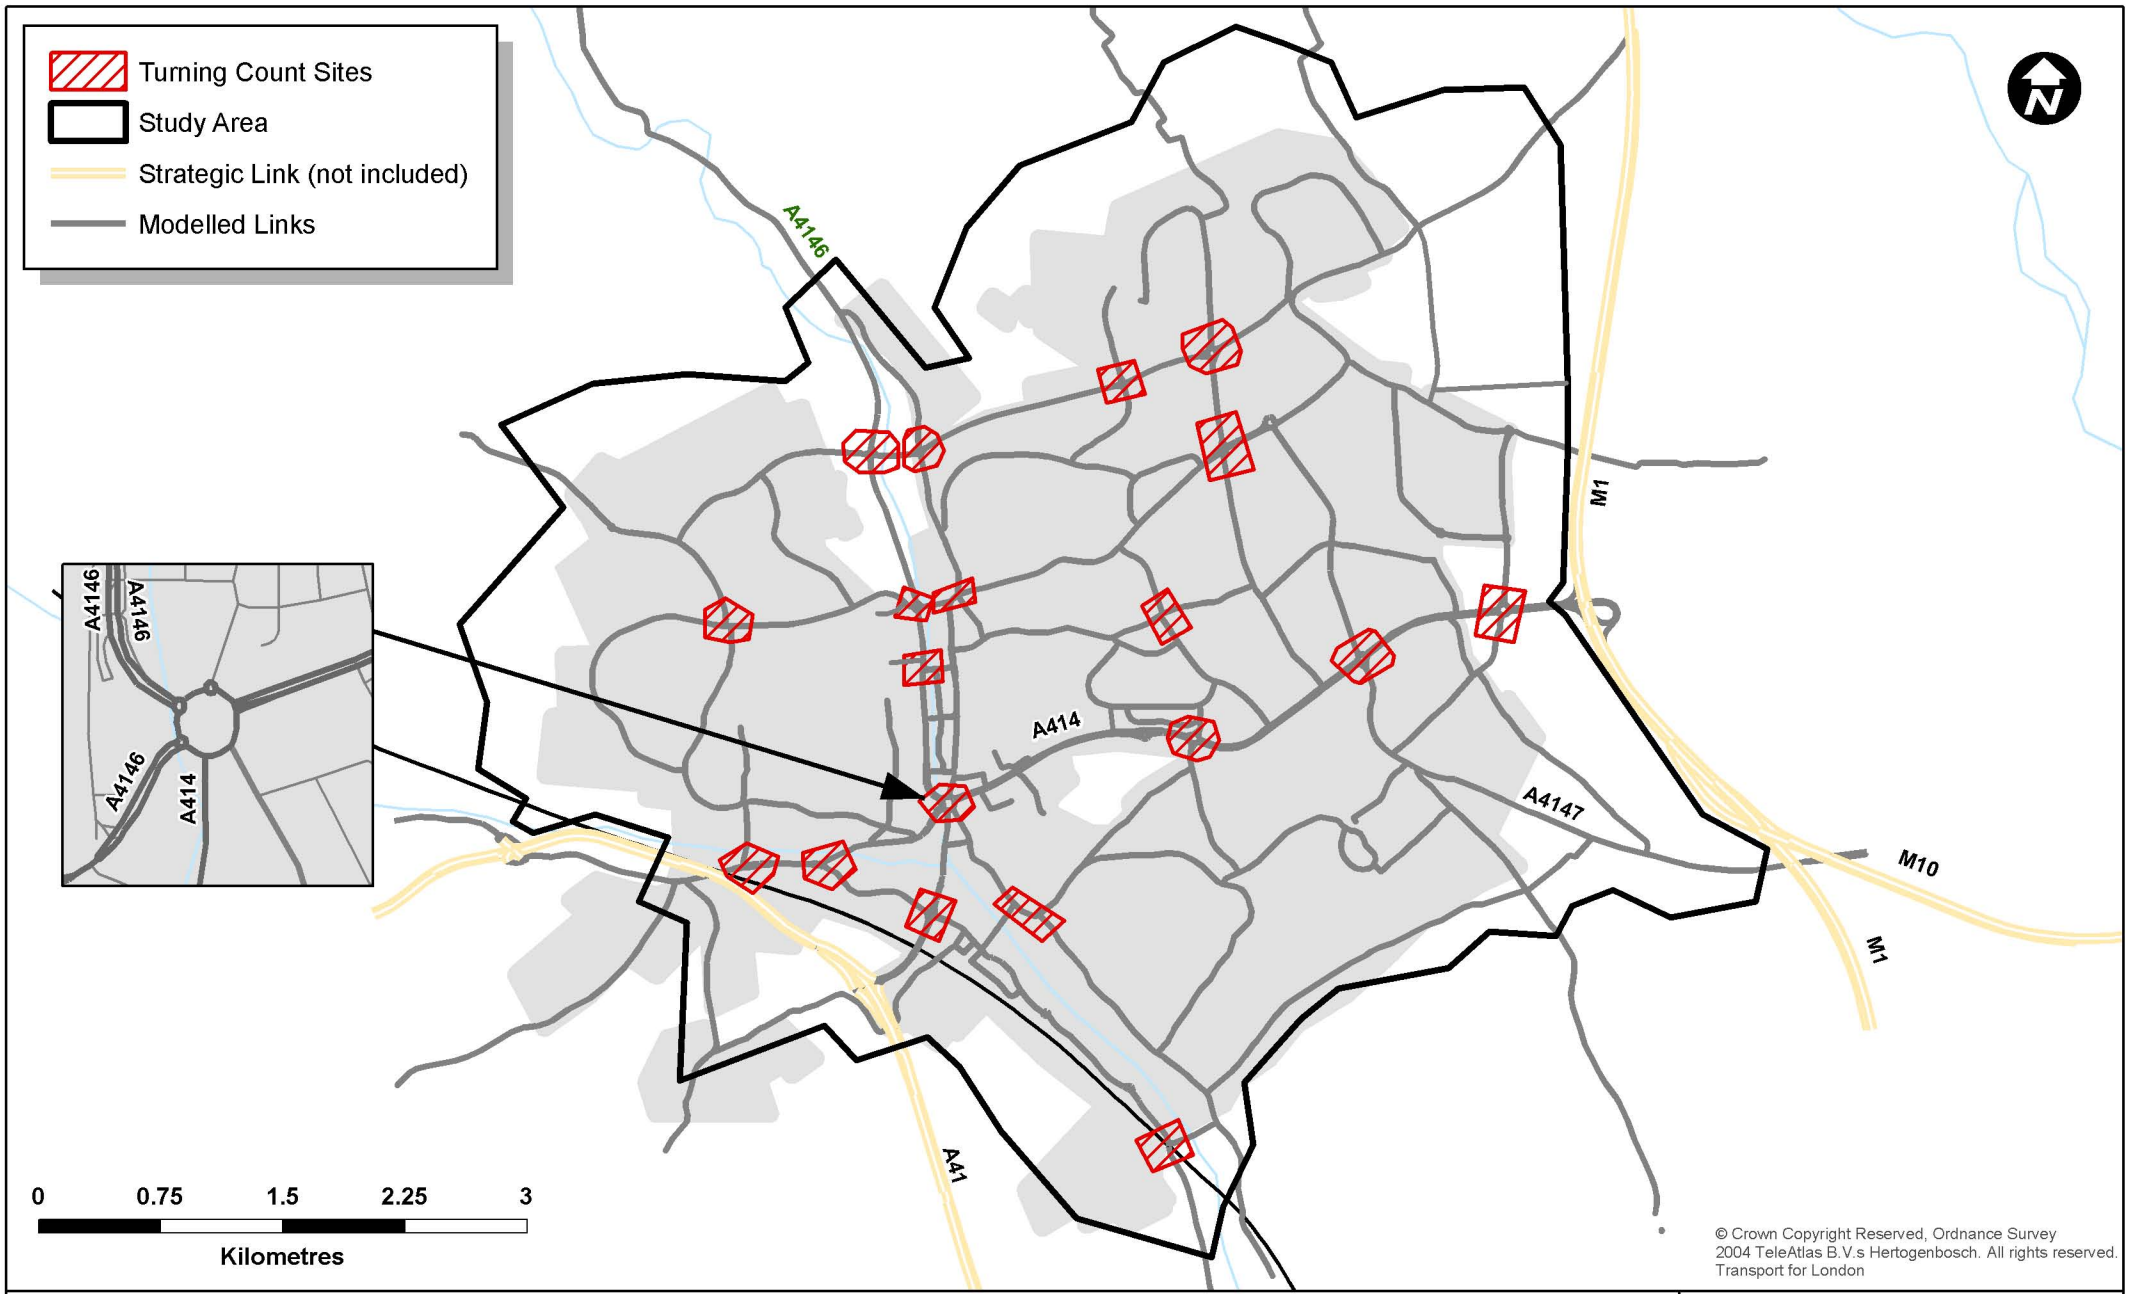 Turning Count Sites
Study Area
Strategic Link (not included)
Modelled Links
N
A4146
M1
A4146
A4146
A4146
A414
A414
A4147
M10
M1
A41
0 0.75 1.5 2.25 3
Kilometres
© Crown Copyright Reserved, Ordnance Survey
2004 TeleAtlas B.V.s Hertogenbosch. All rights reserved.
Transport for London